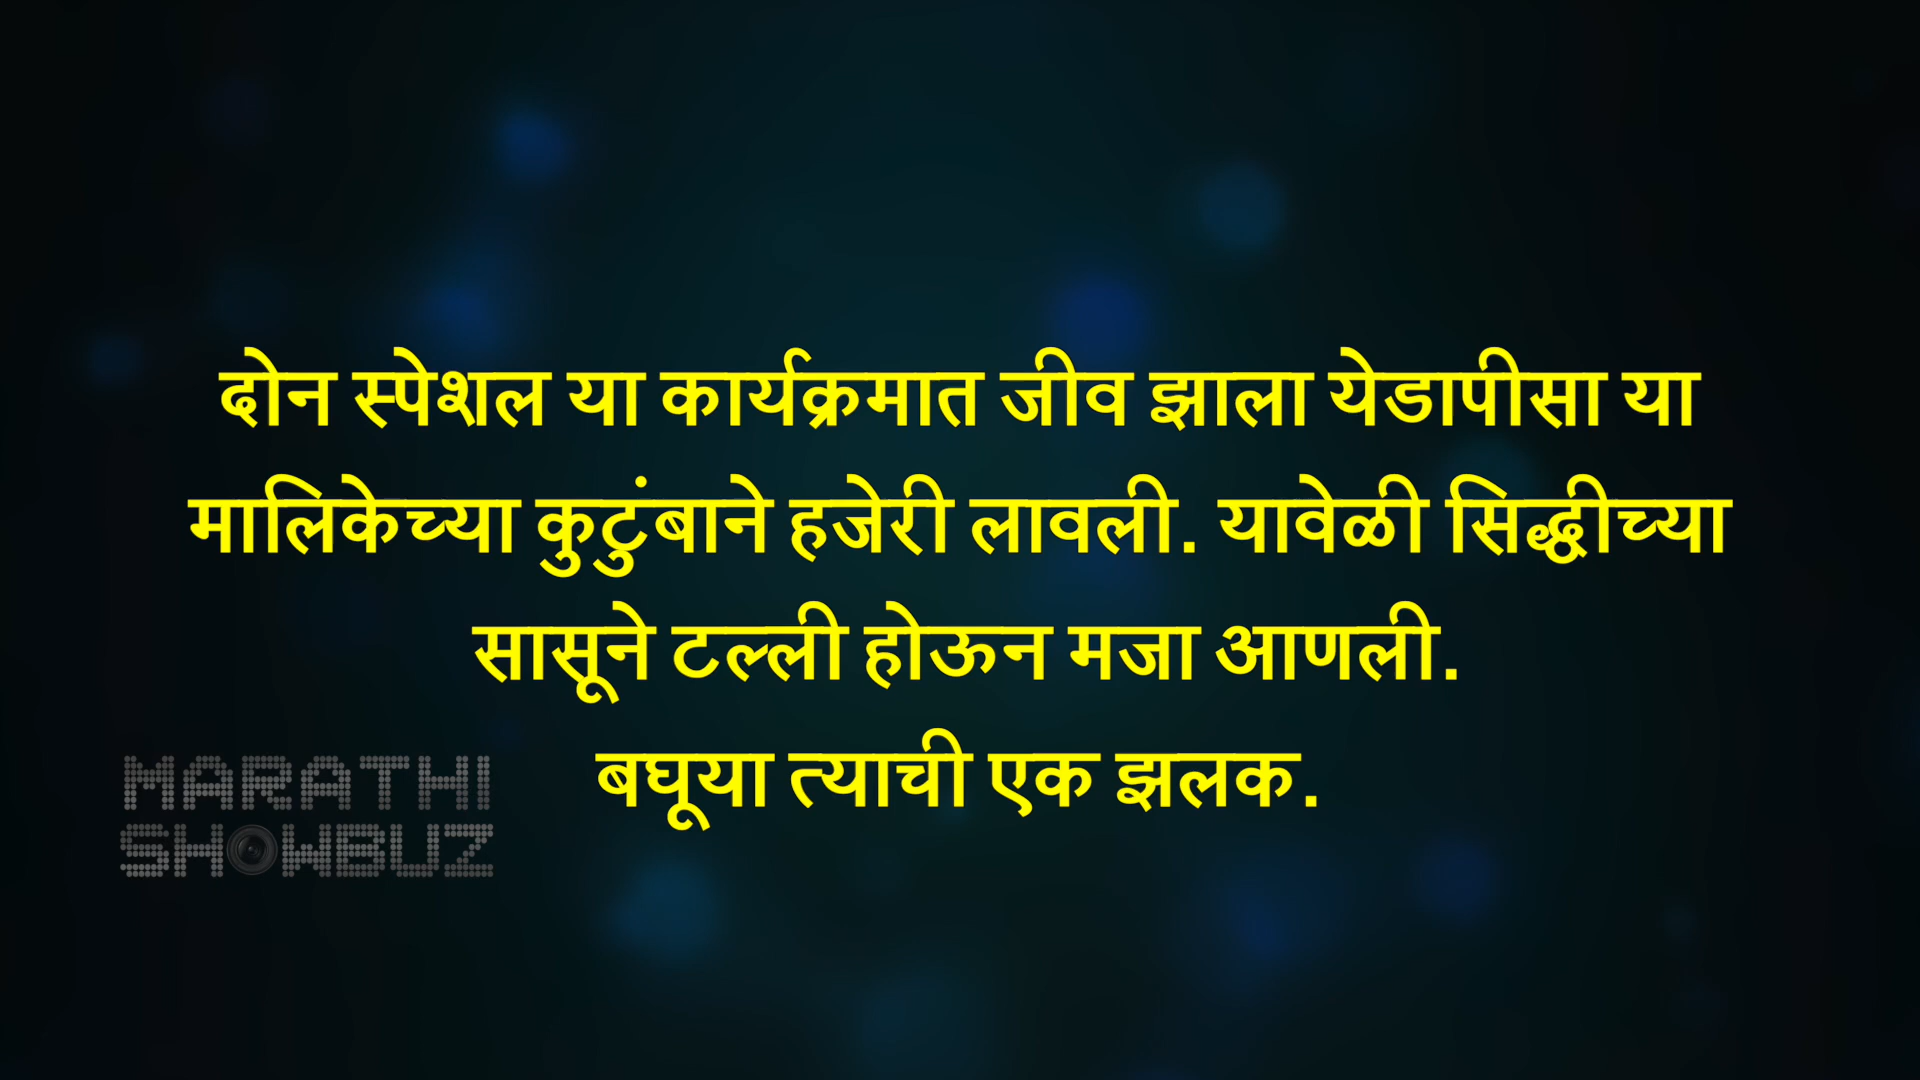 दोन स्पेशल या कार्यक्रमात जीव झाला येडापीसा या
मालिकेच्या कुटुंबाने हजेरी लावली. यावेळी सिद्धीच्या
सासूने टल्ली होऊन मजा आणली.
बघूया त्याची एक झलक.
MARATHI
SHOWBUZ